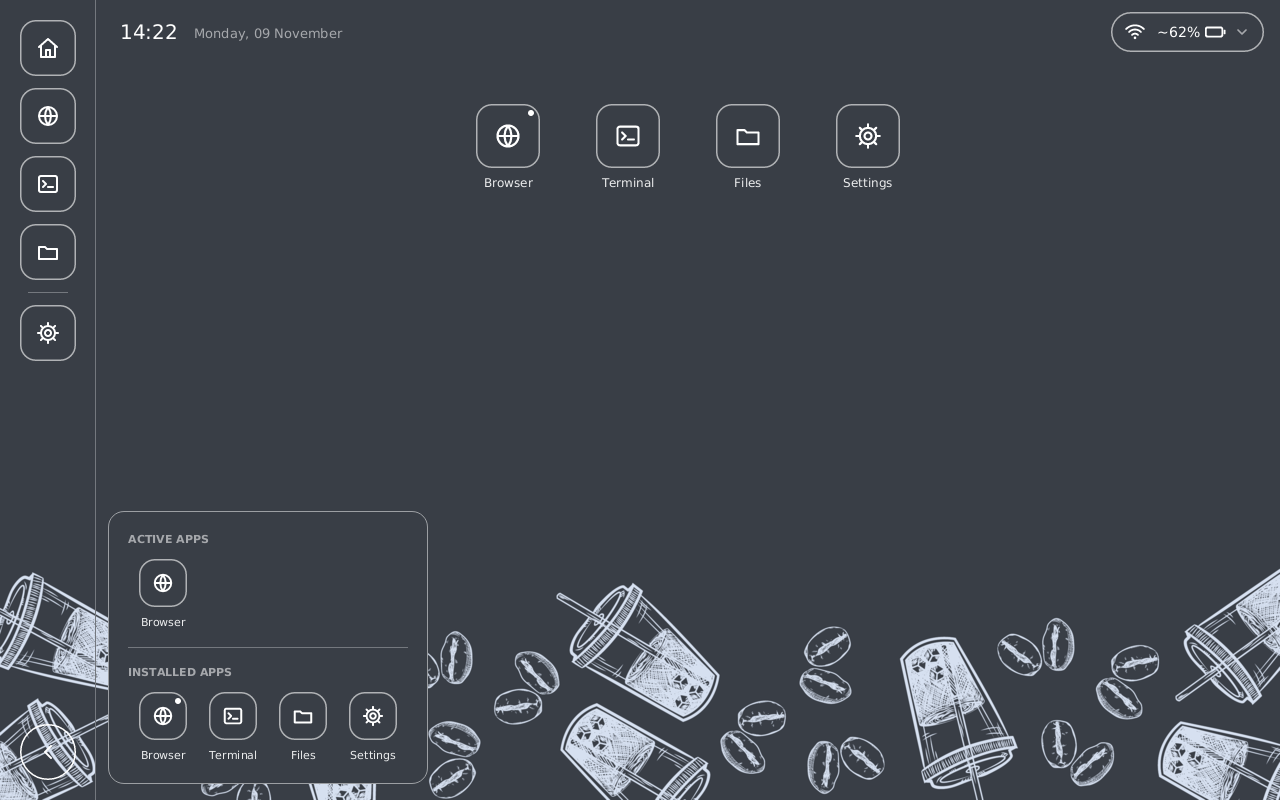 14:22 Monday, 09 November ~62%
Browser Terminal Files Settings
ACTIVE APPS
Browser
INSTALLED APPS
Browser Terminal Files Settings